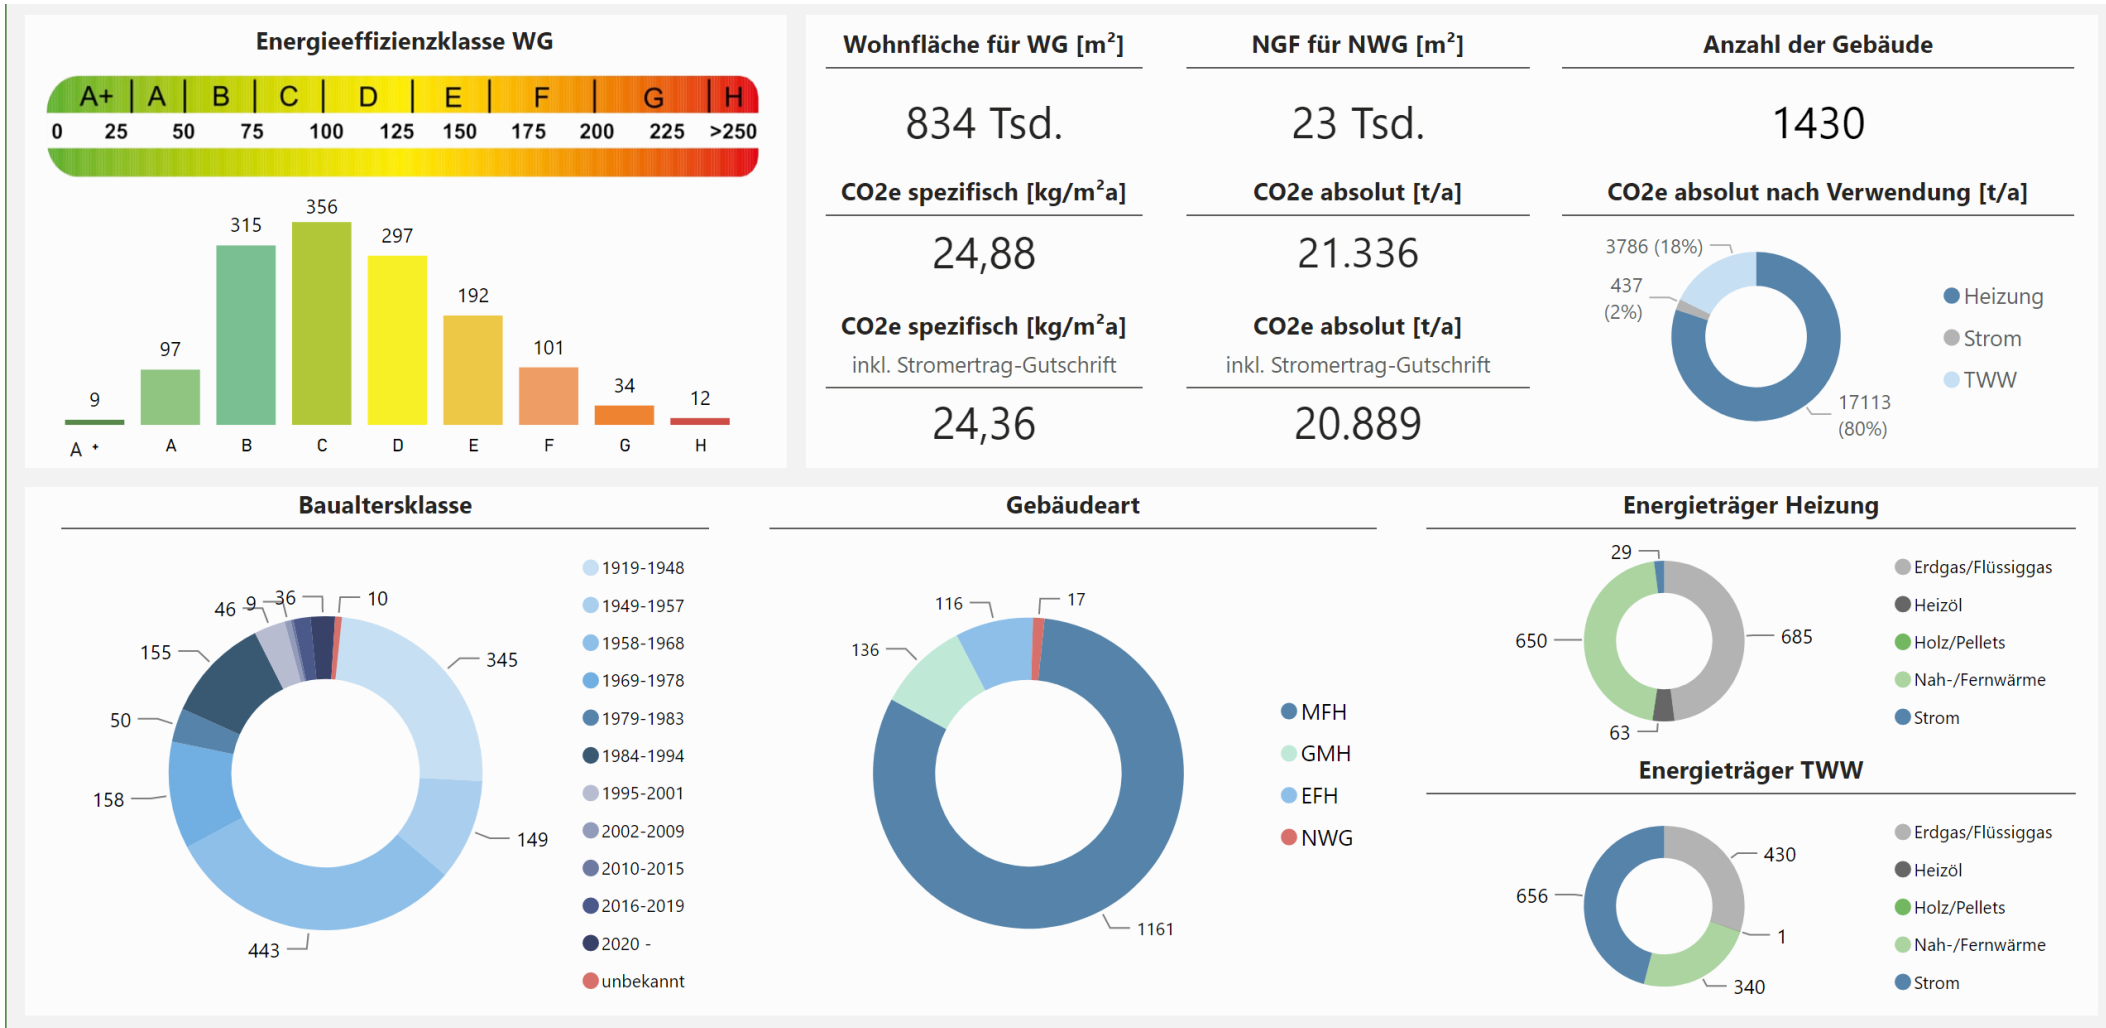 Energieeffizienzklasse WG
A+ A B C D E F G H
0 25 50 75 100 125 150 175 200 225 >250
9 97 315 356 297 192 101 34 12
A + A B C D E F G H
Wohnfläche für WG [m²]
834 Tsd.
NGF für NWG [m²]
23 Tsd.
Anzahl der Gebäude
1430
CO2e spezifisch [kg/m²a]
24,88
CO2e absolut [t/a]
21.336
CO2e spezifisch [kg/m²a]
inkl. Stromertrag-Gutschrift
24,36
CO2e absolut [t/a]
inkl. Stromertrag-Gutschrift
20.889
CO2e absolut nach Verwendung [t/a]
3786 (18%)
437
(2%)
17113
(80%)
Heizung
Strom
TWW
Baualtersklasse
10
345
149
443
158
50
155
46
9
36
1919-1948
1949-1957
1958-1968
1969-1978
1979-1983
1984-1994
1995-2001
2002-2009
2010-2015
2016-2019
2020 -
unbekannt
Gebäudeart
17
116
136
1161
MFH
GMH
EFH
NWG
Energieträger Heizung
29
650
685
63
Erdgas/Flüssiggas
Heizöl
Holz/Pellets
Nah-/Fernwärme
Strom
Energieträger TWW
430
656
1
340
Erdgas/Flüssiggas
Heizöl
Holz/Pellets
Nah-/Fernwärme
Strom